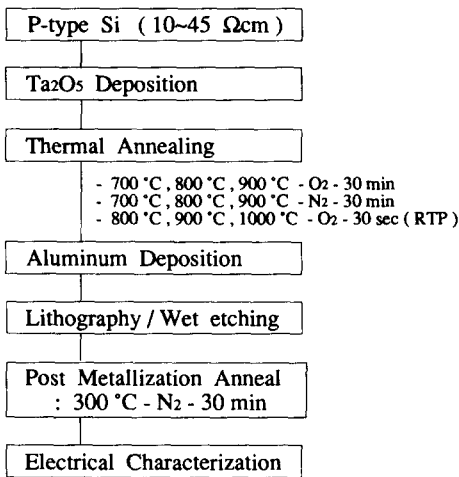 P-type Si ( 10~45 Ωcm )
Ta2O5 Deposition
Thermal Annealing
- 700 °C , 800 °C , 900 °C - O2 - 30 min
- 700 °C , 800 °C , 900 °C - N2 - 30 min
- 800 °C , 900 °C , 1000 °C - O2 - 30 sec ( RTP )
Aluminum Deposition
Lithography / Wet etching
Post Metallization Anneal
: 300 °C - N2 - 30 min
Electrical Characterization